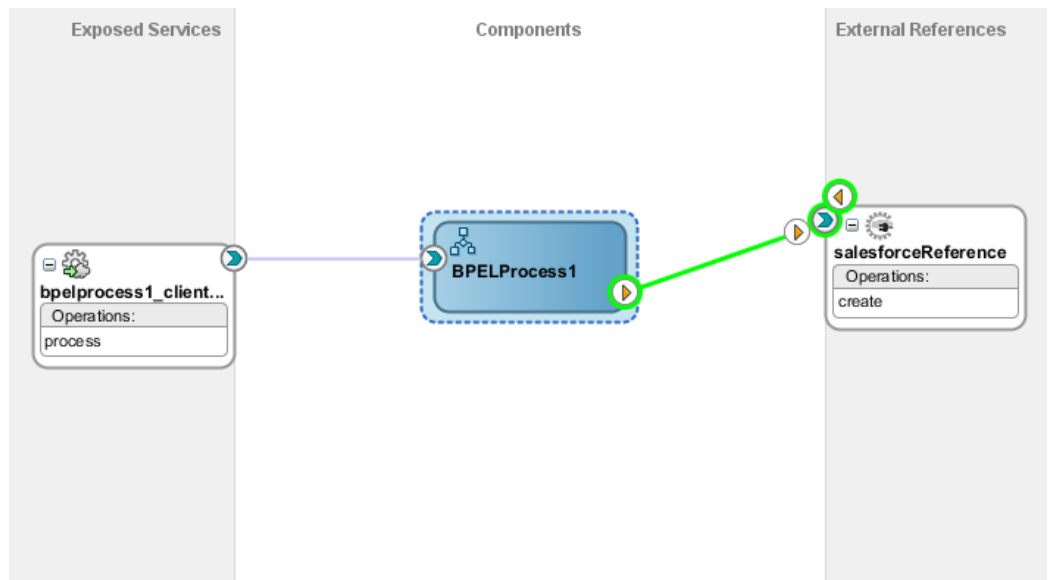 Exposed Services
Components
External References
bpelprocess1_client...
Operations:
process
BPELProcess1
salesforceReference
Operations:
create